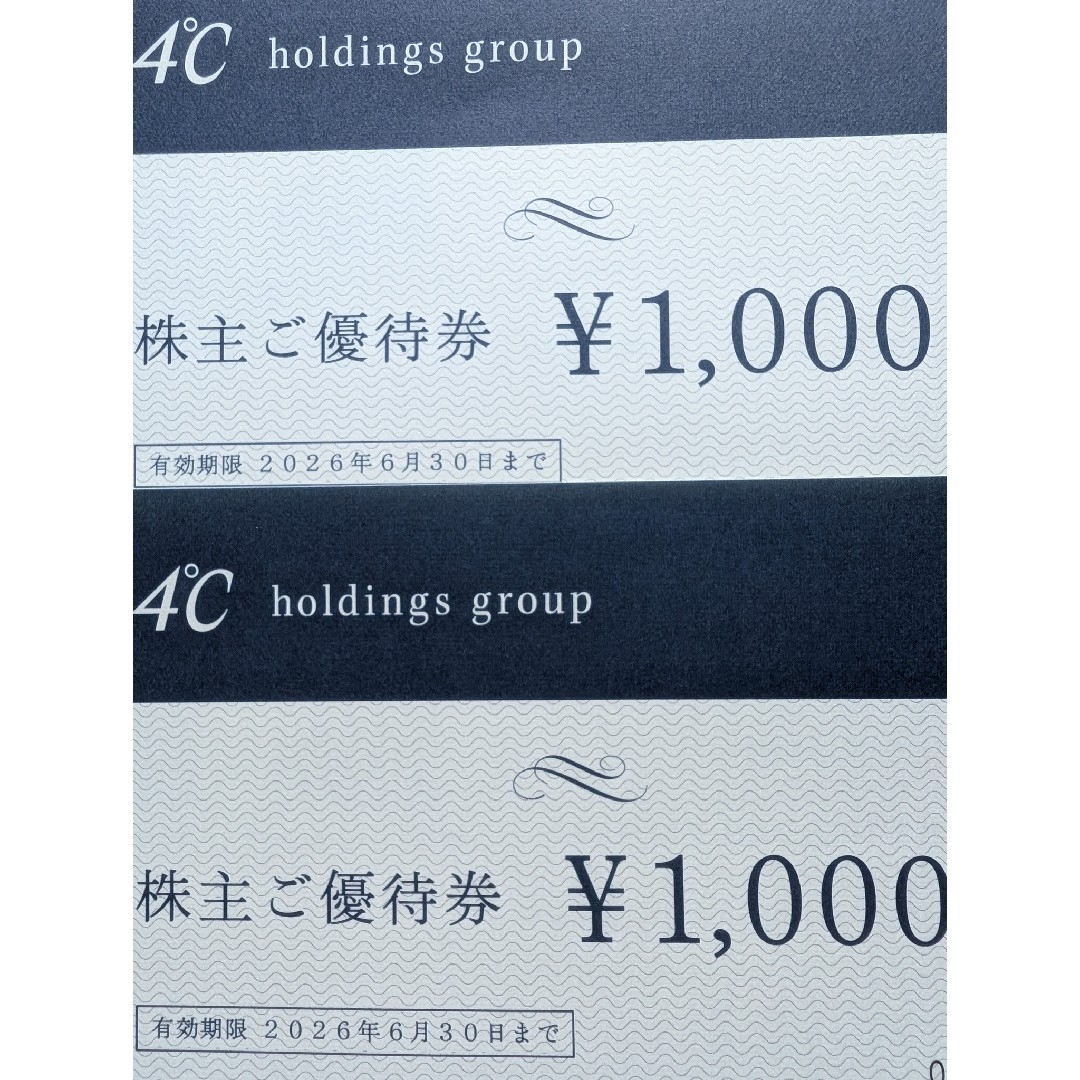 4℃ holdings group
株主ご優待券 ¥1,000
有効期限 2026年6月30日まで
4℃ holdings group
株主ご優待券 ¥1,000
有効期限 2026年6月30日まで